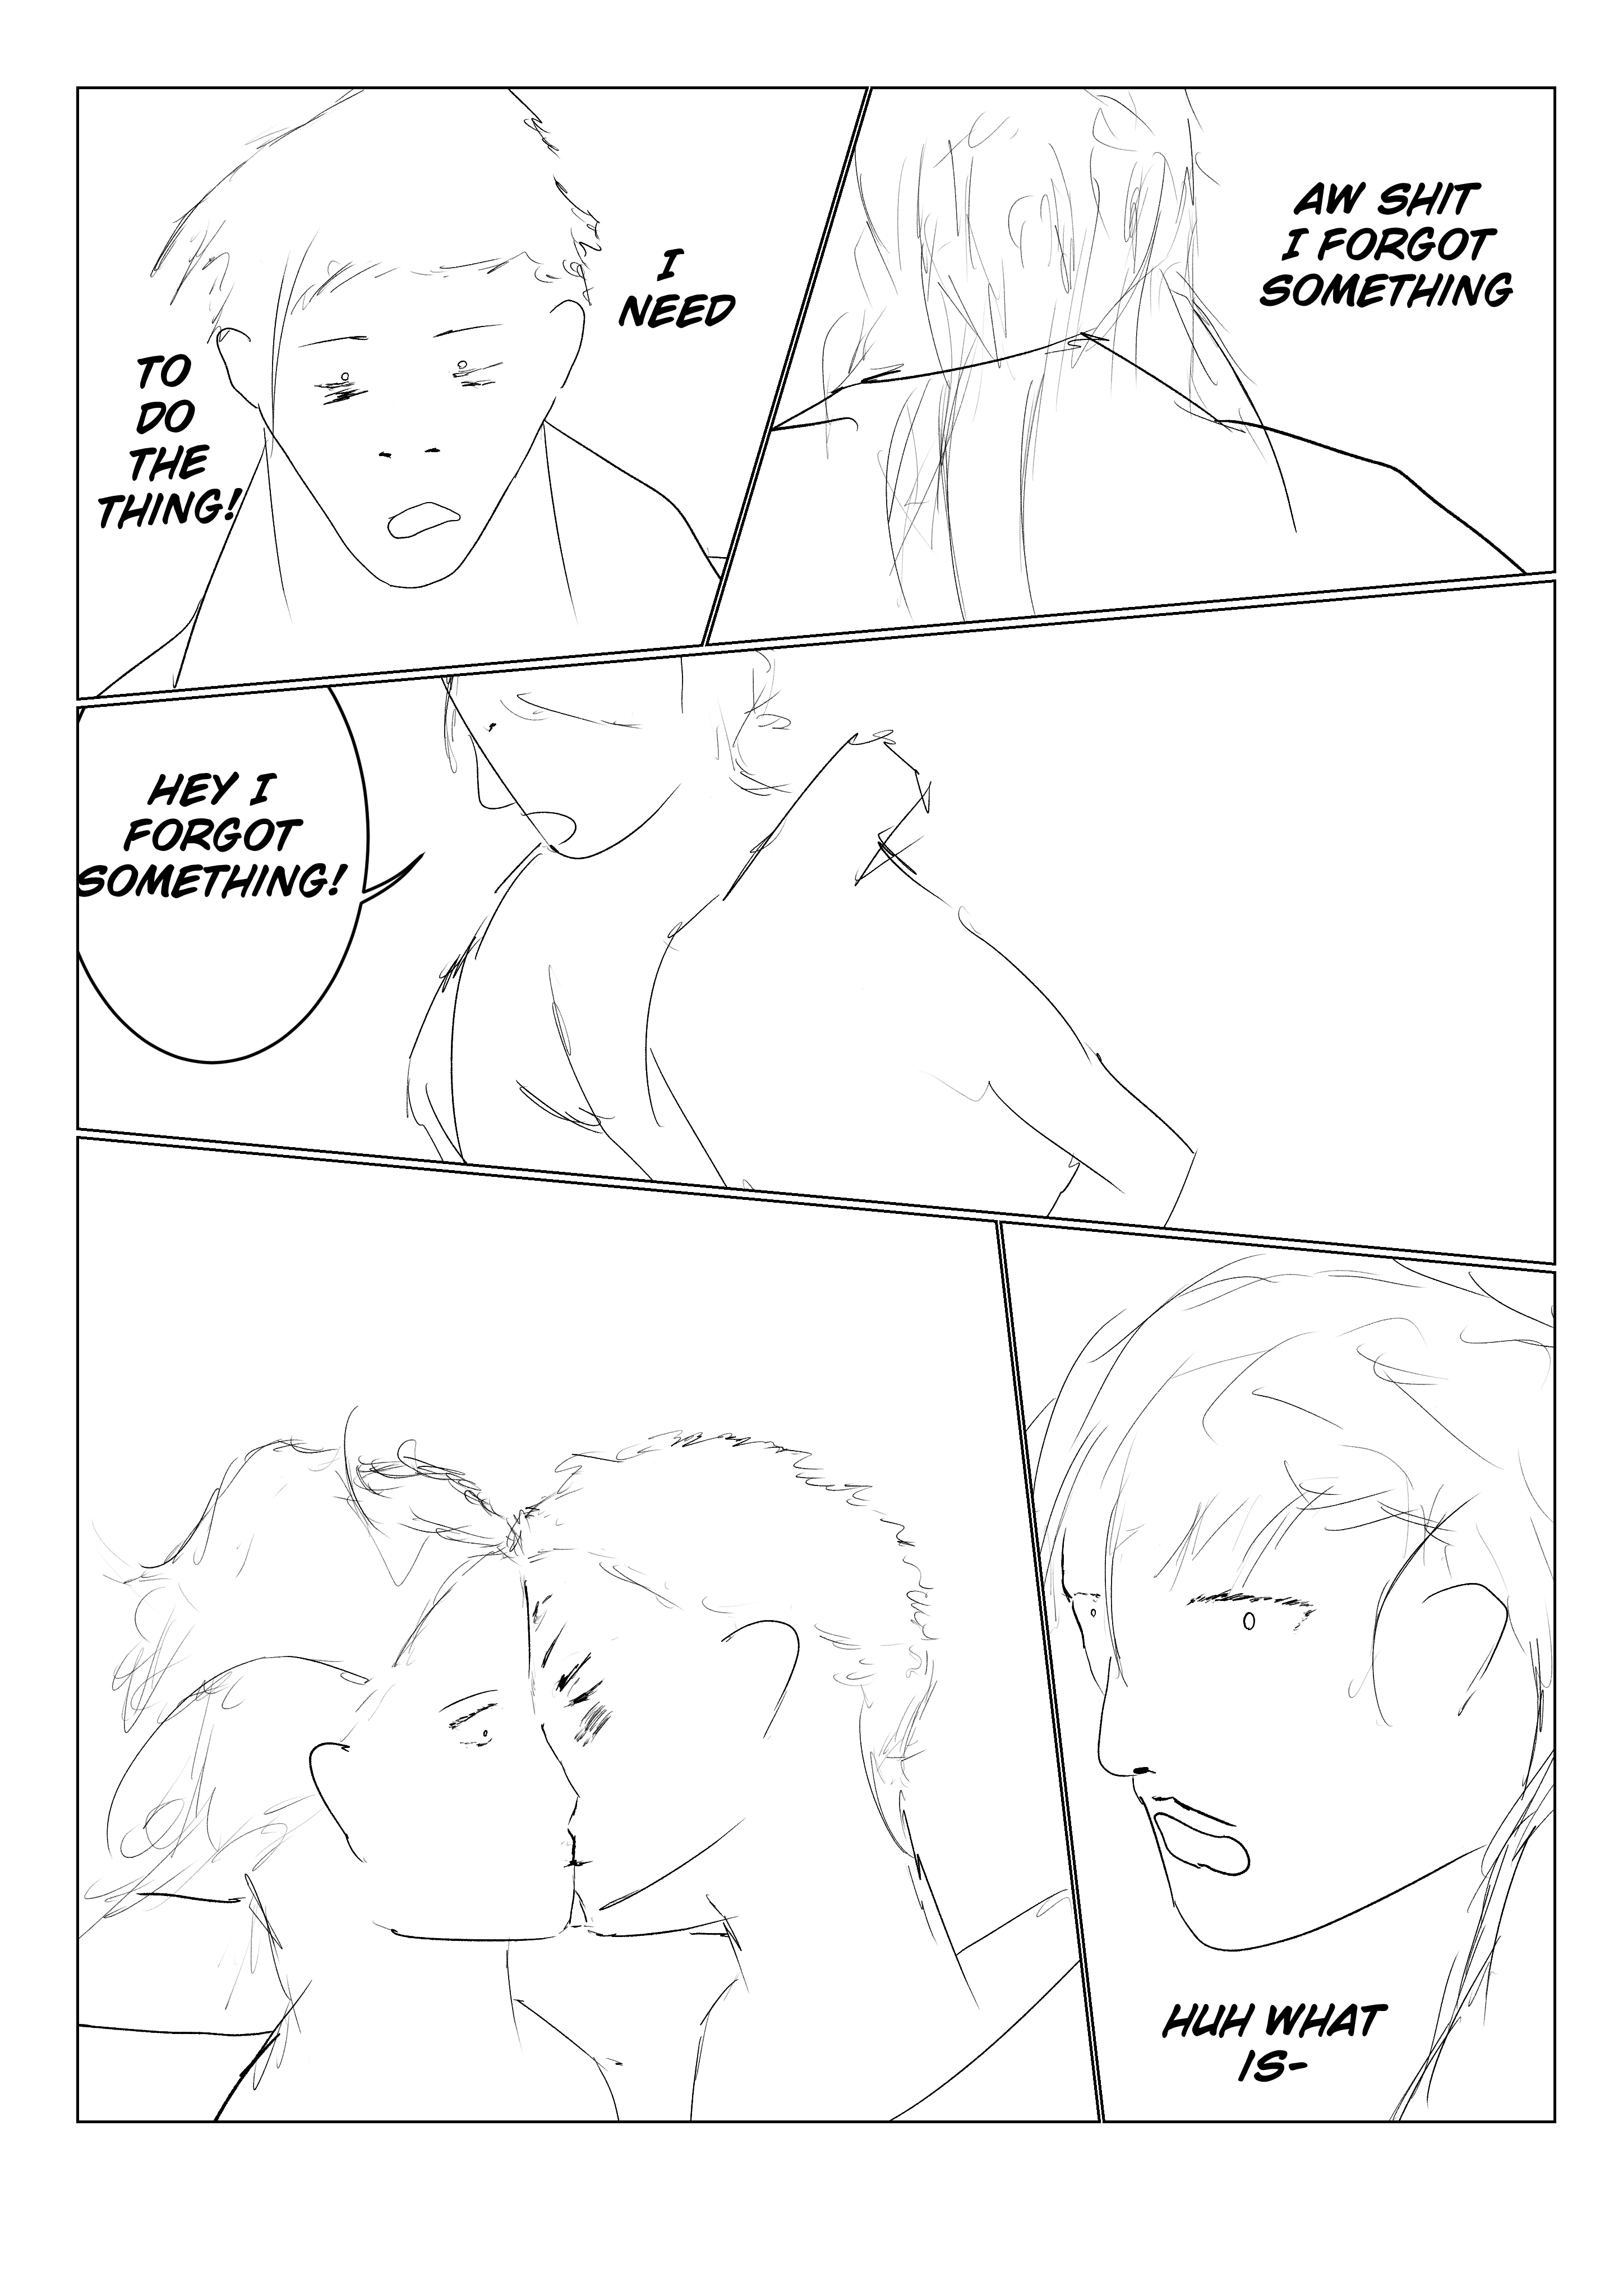 AW SHIT
I FORGOT
SOMETHING
I
NEED
TO
DO
THE
THING!
HEY I
FORGOT
SOMETHING!
HUH WHAT
IS-